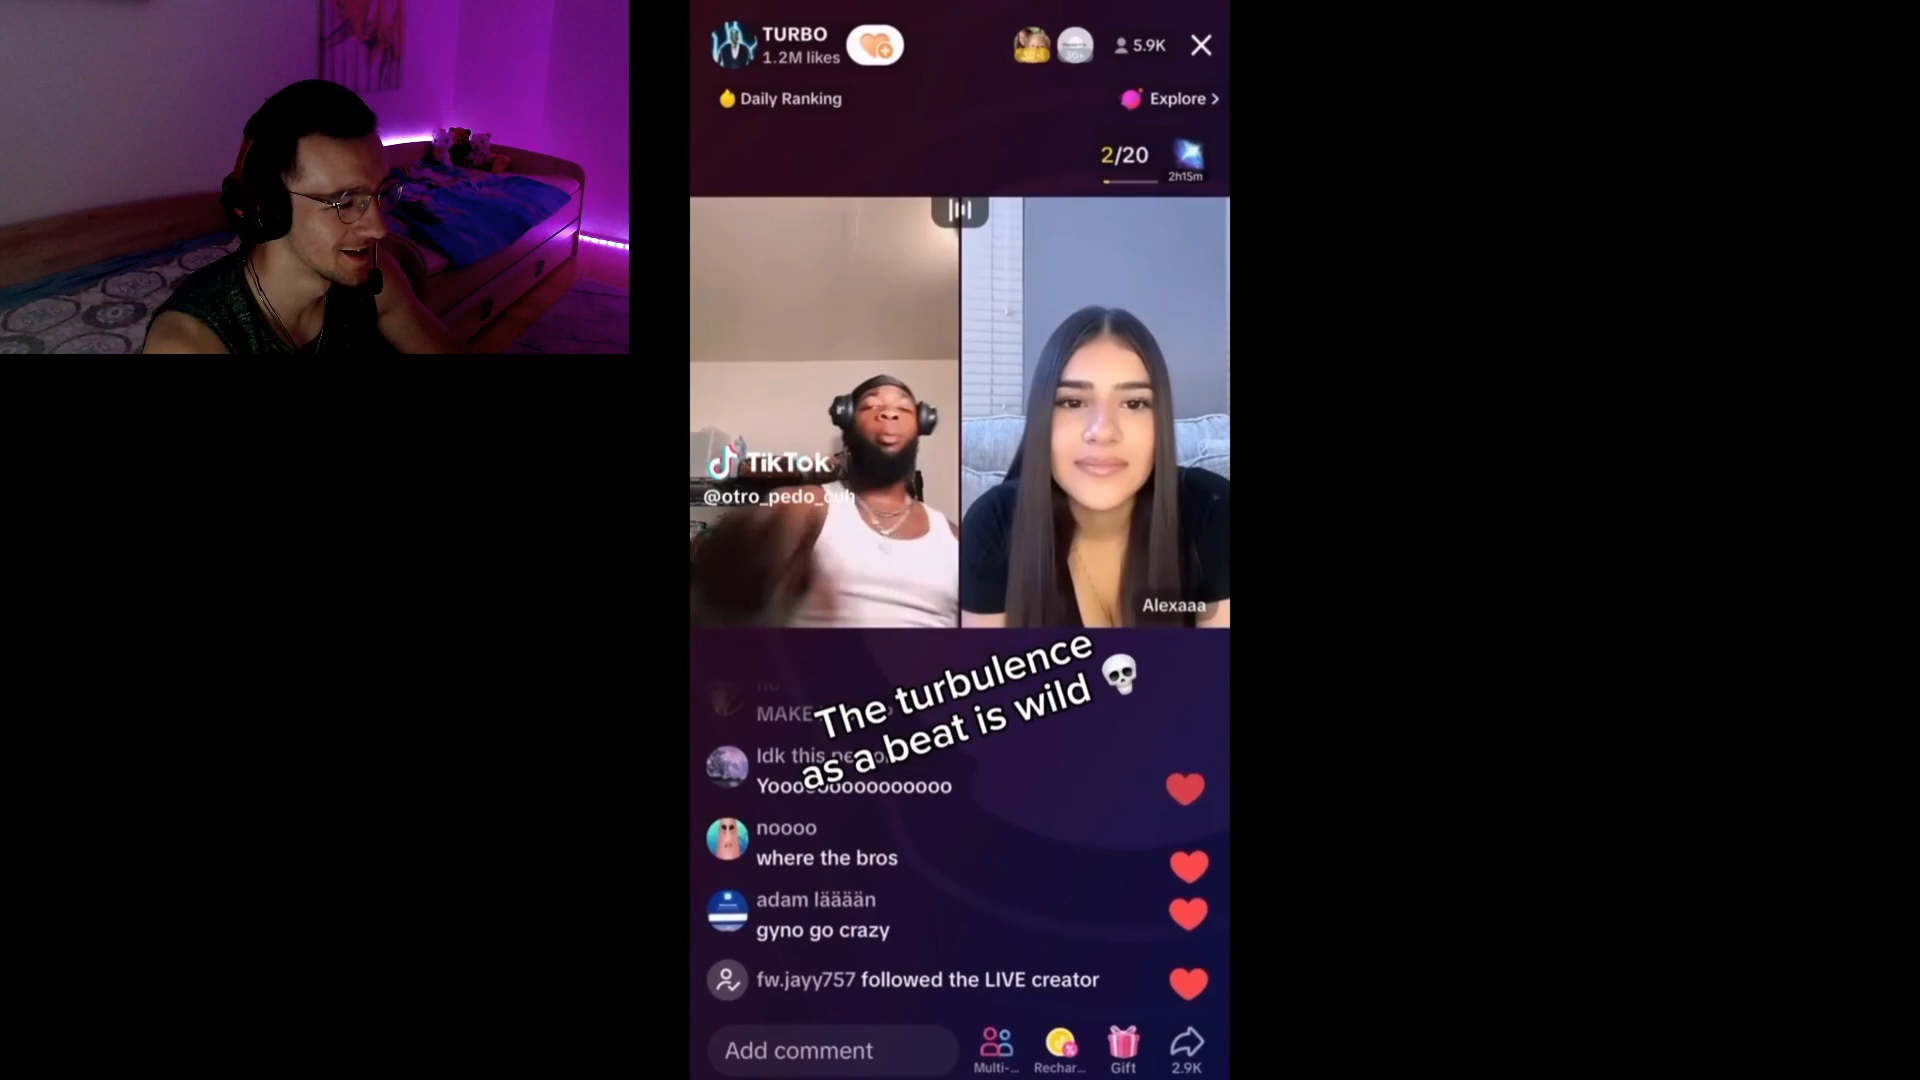 TURBO
1.2M likes
5.9K
Daily Ranking
Explore >
2/20
2h15m
TikTok
@otro_pedo_cuh
Alexaaa
The turbulence
as a beat is wild 💀
MAKE
Idk this
Yoooooooooooooooo
noooo
where the bros
adam lääään
gyno go crazy
fw.jayy757 followed the LIVE creator
Add comment
Multi-...
Rechar...
Gift
2.9K